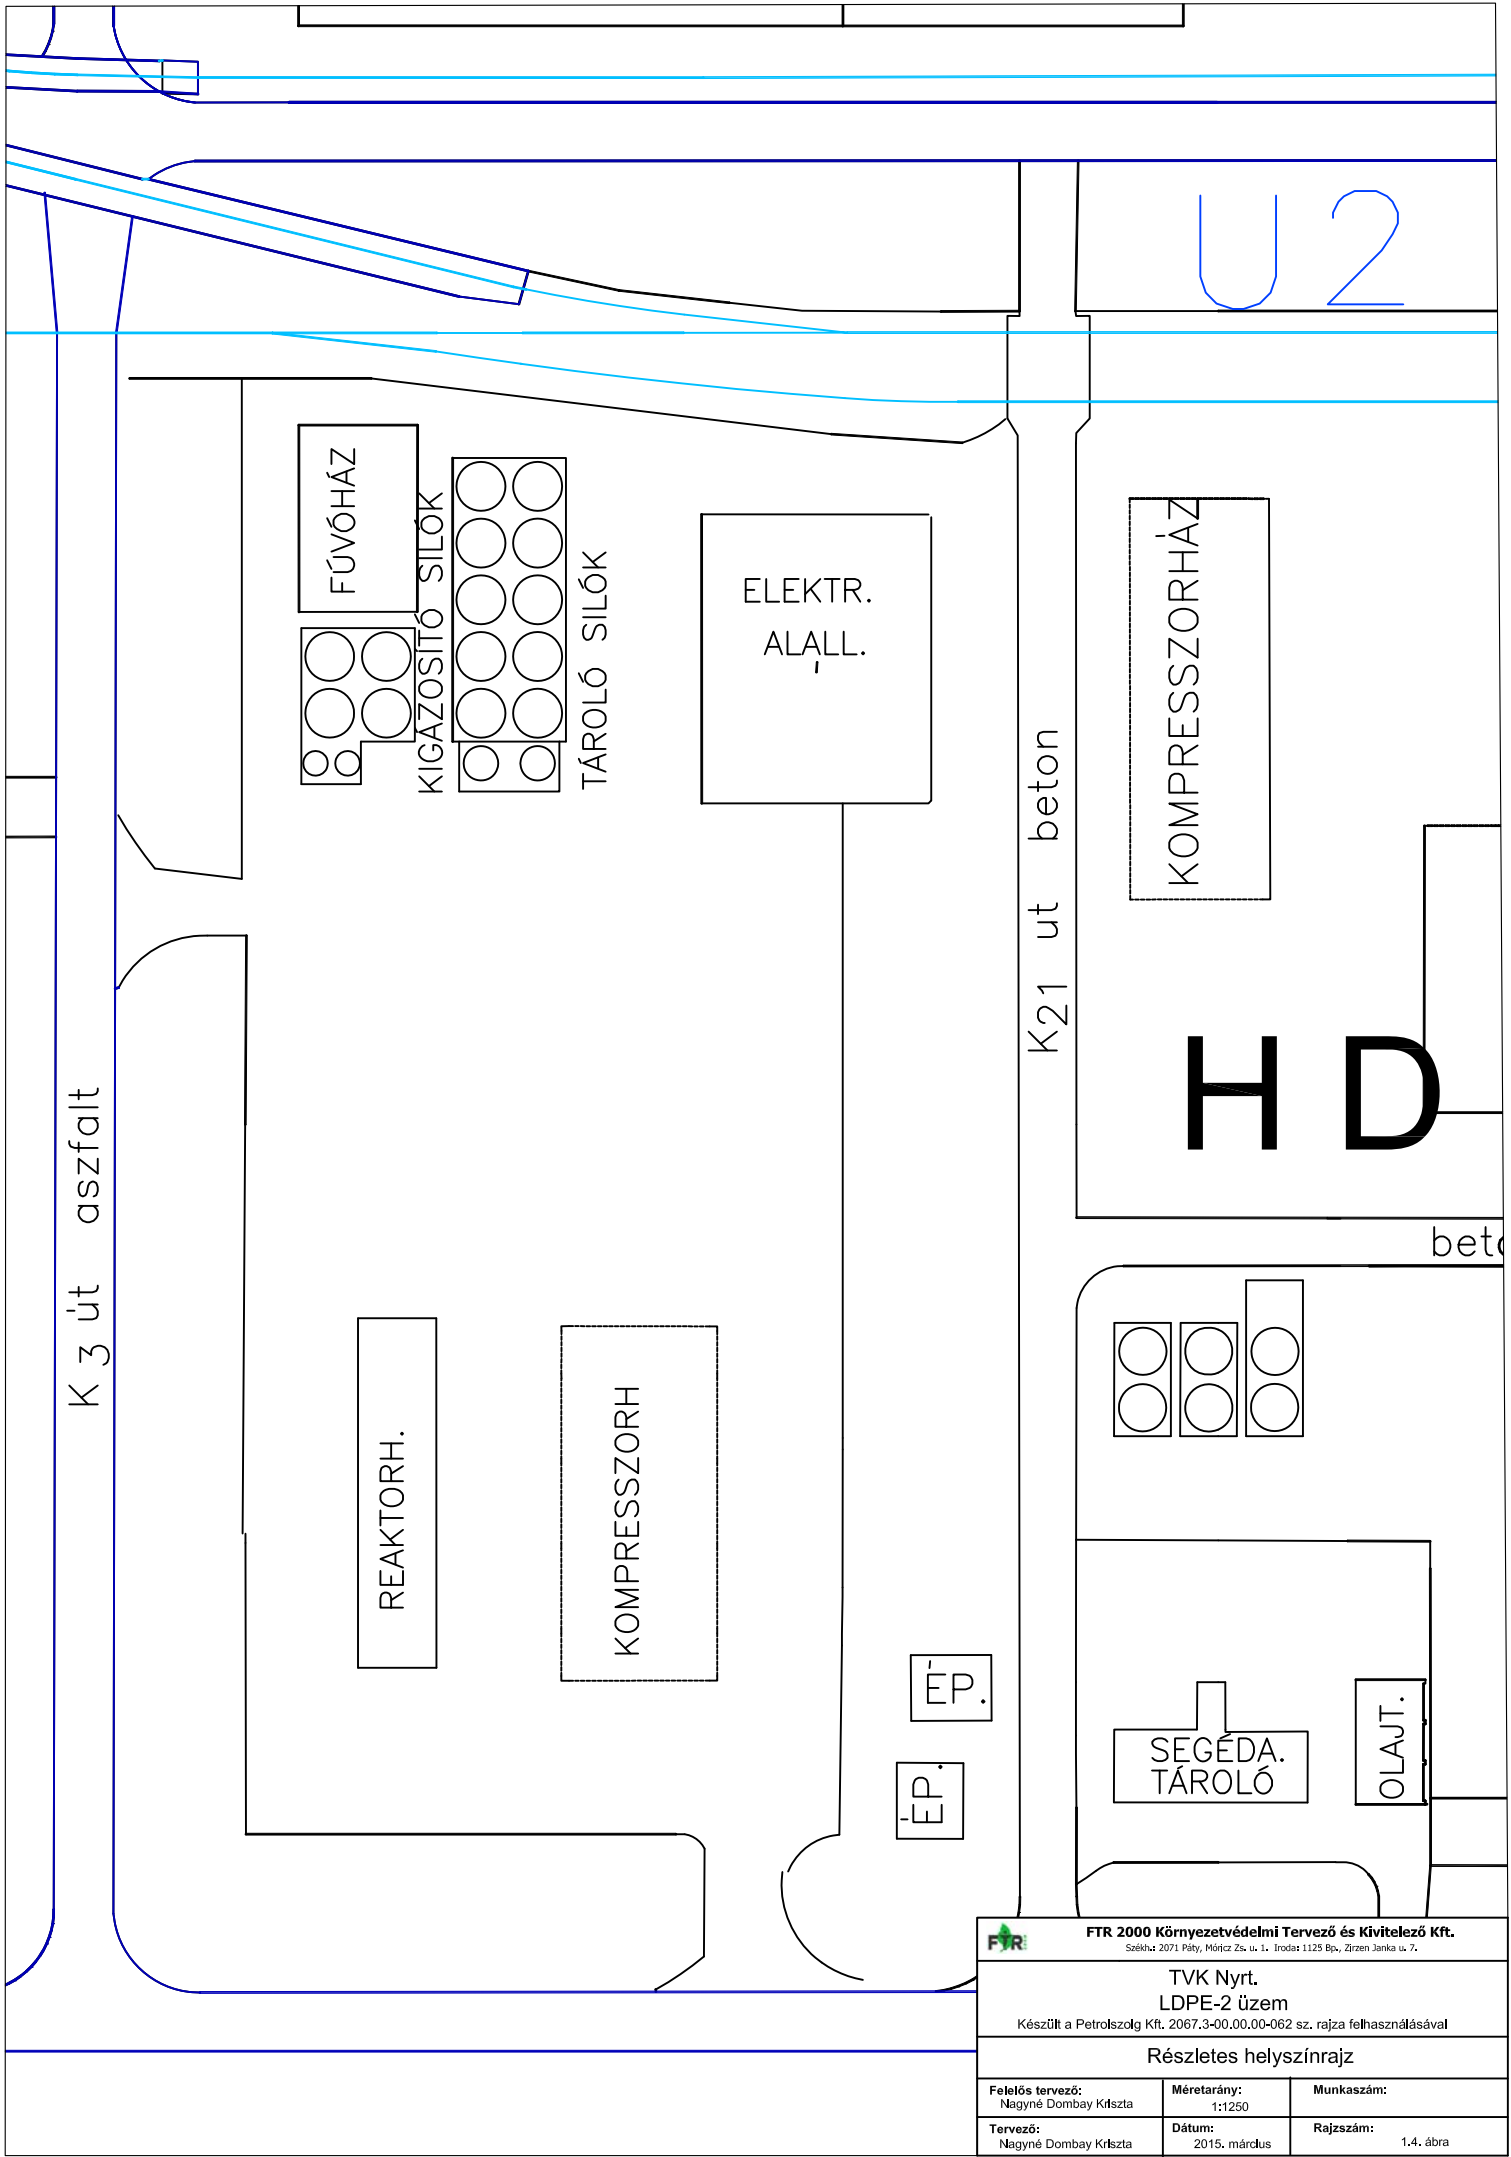 U 2
FÚVÓHÁZ
KIGÁZOSÍTÓ SILÓK
TÁROLÓ SILÓK
ELEKTR.
ALÁLL.
KOMPRESSZORHÁZ
K21 ut beton
H D
K 3 út aszfalt
REAKTORH.
KOMPRESSZORH
ÉP.
ÉP.
SEGÉDA.
TÁROLÓ
OLAJT.
FTR
FTR 2000 Környezetvédelmi Tervező és Kivitelező Kft.
Székh.: 2071 Páty, Móricz Zs. u. 1. Iroda: 1125 Bp., Zirzen Janka u. 7.
TVK Nyrt.
LDPE-2 üzem
Készült a Petrolszolg Kft. 2067.3-00.00.00-062 sz. rajza felhasználásával
Részletes helyszínrajz
Felelős tervező:
Nagyné Dombay Kriszta
Méretarány:
1:1250
Munkaszám:
Tervező:
Nagyné Dombay Kriszta
Dátum:
2015. március
Rajzszám:
1.4. ábra